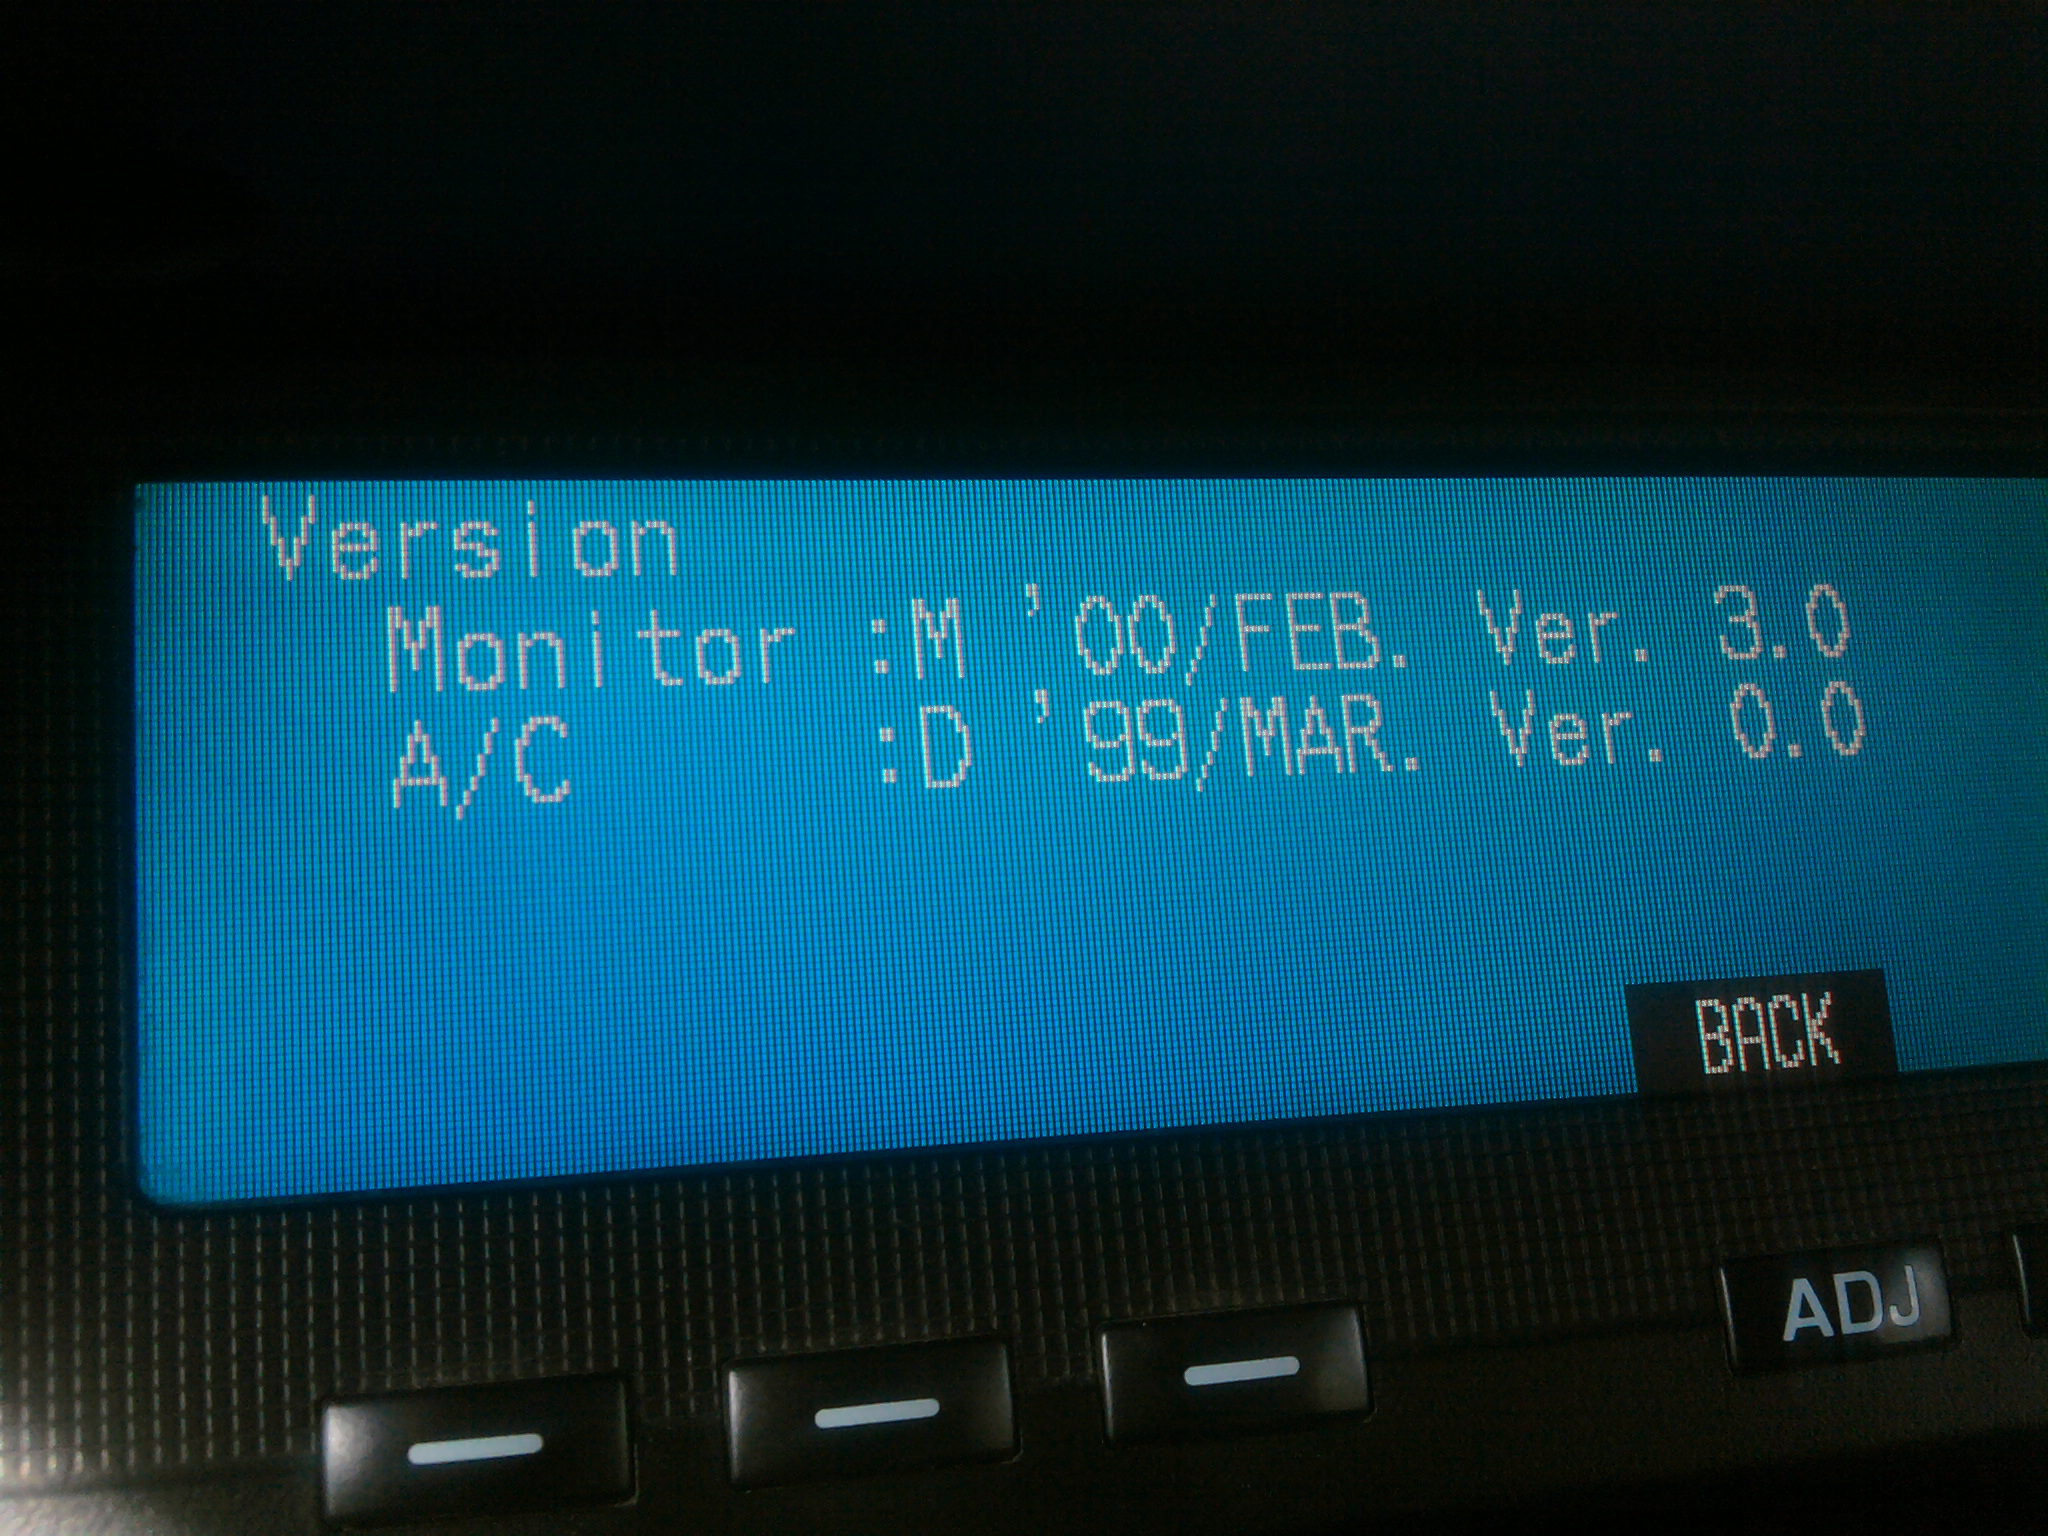 Version
Monitor :M '00/FEB. Ver. 3.0
A/C :D '99/MAR. Ver. 0.0
BACK
ADJ